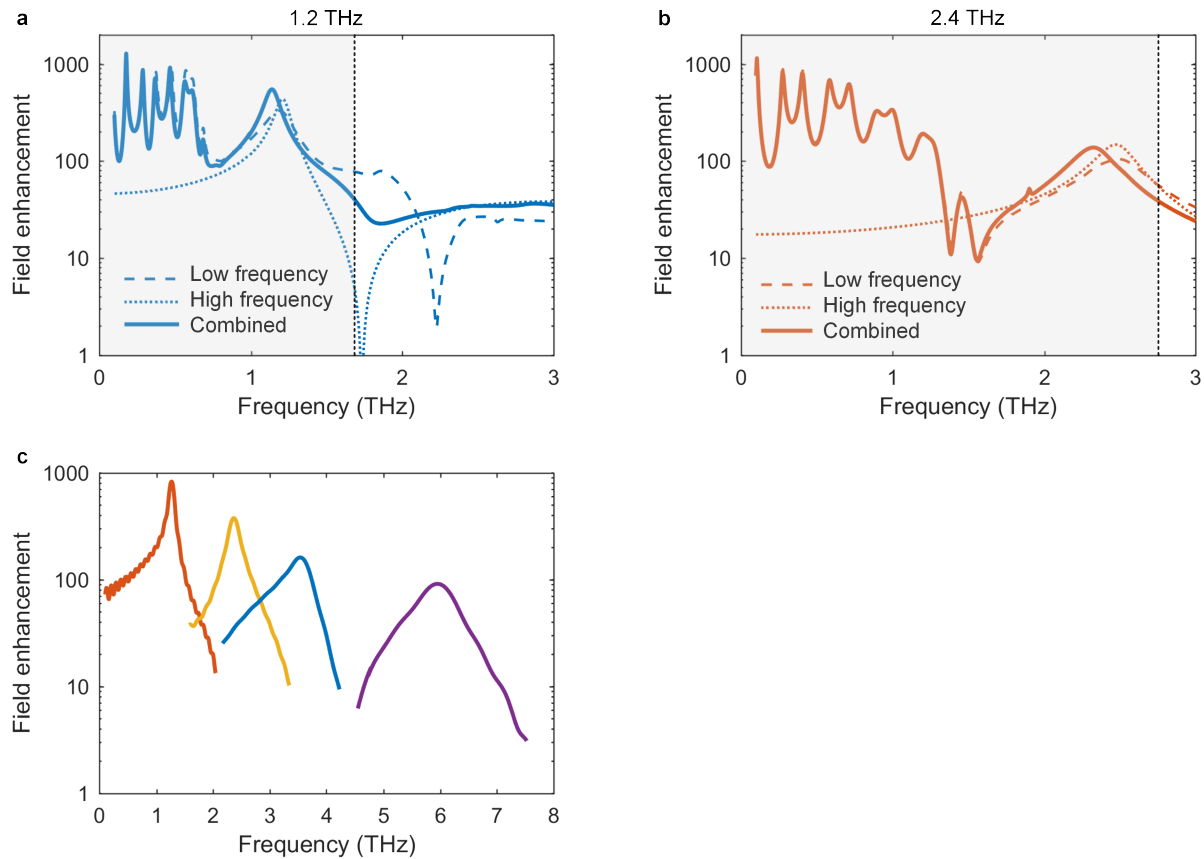 a
1.2 THz
1000
100
10
1
Field enhancement
Low frequency
High frequency
Combined
0
1
2
3
Frequency (THz)
b
2.4 THz
1000
100
10
1
Field enhancement
Low frequency
High frequency
Combined
0
1
2
3
Frequency (THz)
c
1000
100
10
1
Field enhancement
0
1
2
3
4
5
6
7
8
Frequency (THz)